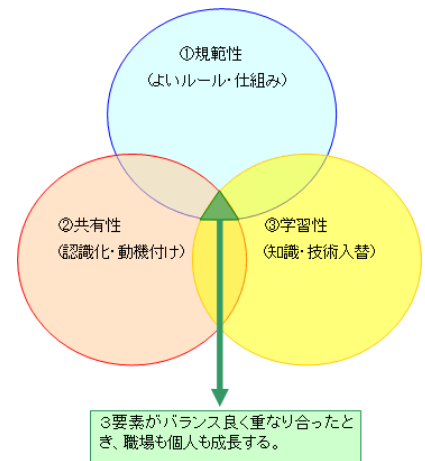 ①規範性
(よいルール・仕組み)
②共有性
(認識化・動機付け)
③学習性
(知識・技術入替)
3要素がバランス良く重なり合ったと
き、職場も個人も成長する。